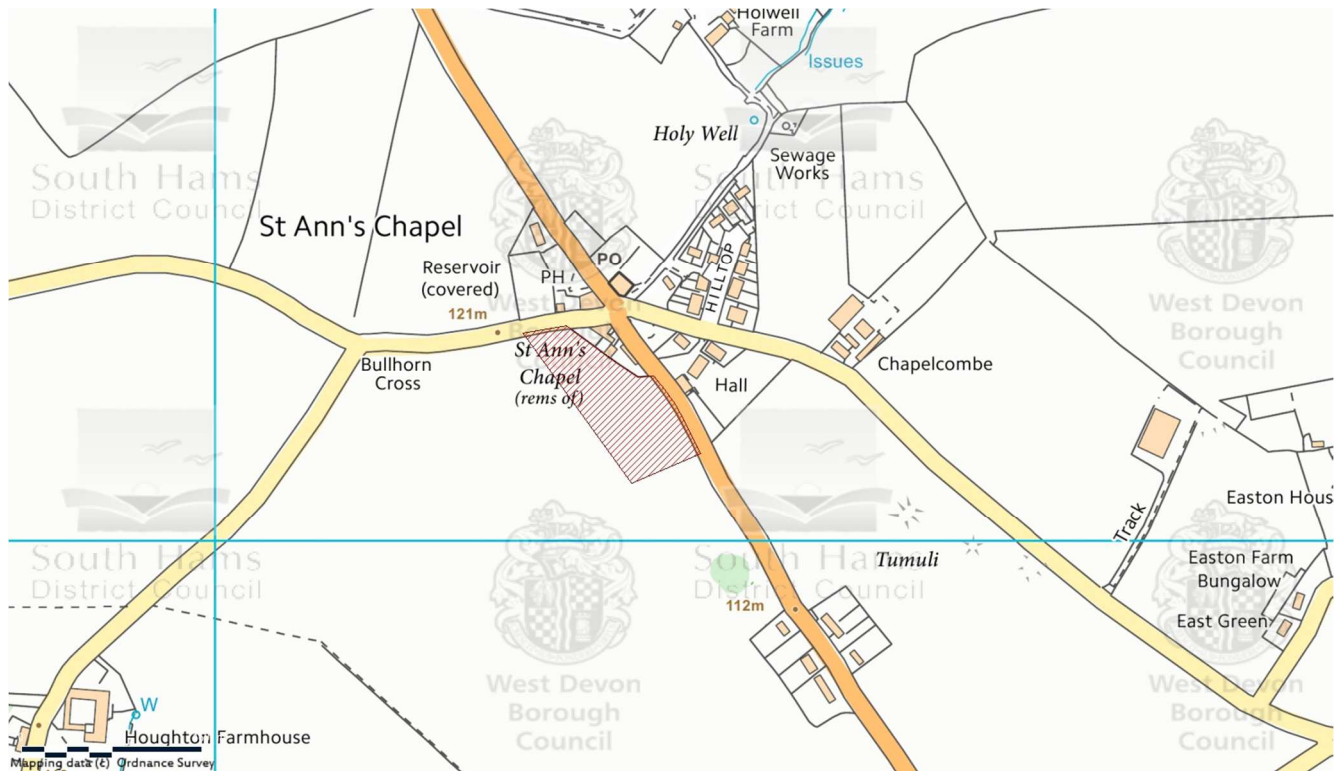 Holwell
Farm
Issues
Holy Well
Sewage
Works
St Ann's Chapel
Reservoir
(covered)
121m
PH
PO
HILLTOP
Bullhorn
Cross
St Ann's
Chapel
(rems of)
Hall
Chapelcombe
Track
Easton Hous
Tumuli
Easton Farm
Bungalow
East Green
112m
W
Houghton Farmhouse
Mapping data (c) Ordnance Survey
South Hams
District Council
South Hams
District Council
West Devon
Borough
Council
West Devon
Borough
Council
South Hams
District Council
South Hams
District Council
West Devon
Borough
Council
West Devon
Borough
Council